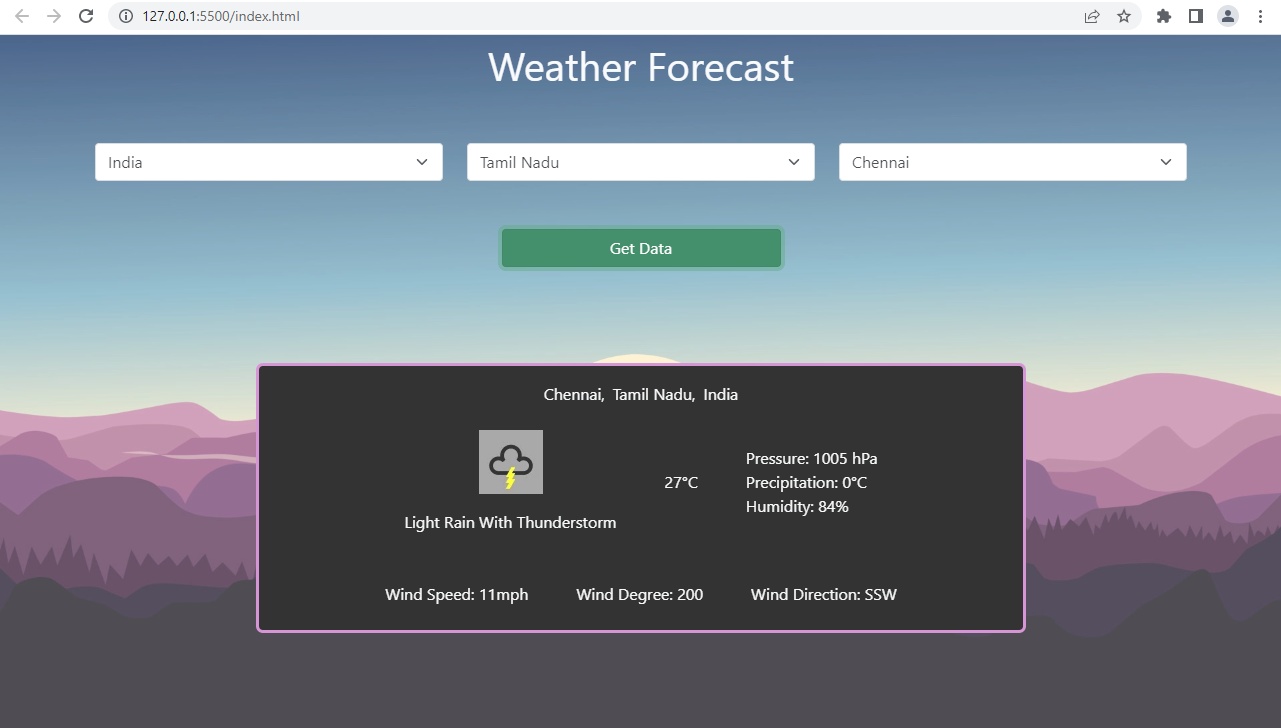 127.0.0.1:5500/index.html
Weather Forecast
India
Tamil Nadu
Chennai
Get Data
Chennai, Tamil Nadu, India
Light Rain With Thunderstorm
27°C
Pressure: 1005 hPa
Precipitation: 0°C
Humidity: 84%
Wind Speed: 11mph
Wind Degree: 200
Wind Direction: SSW